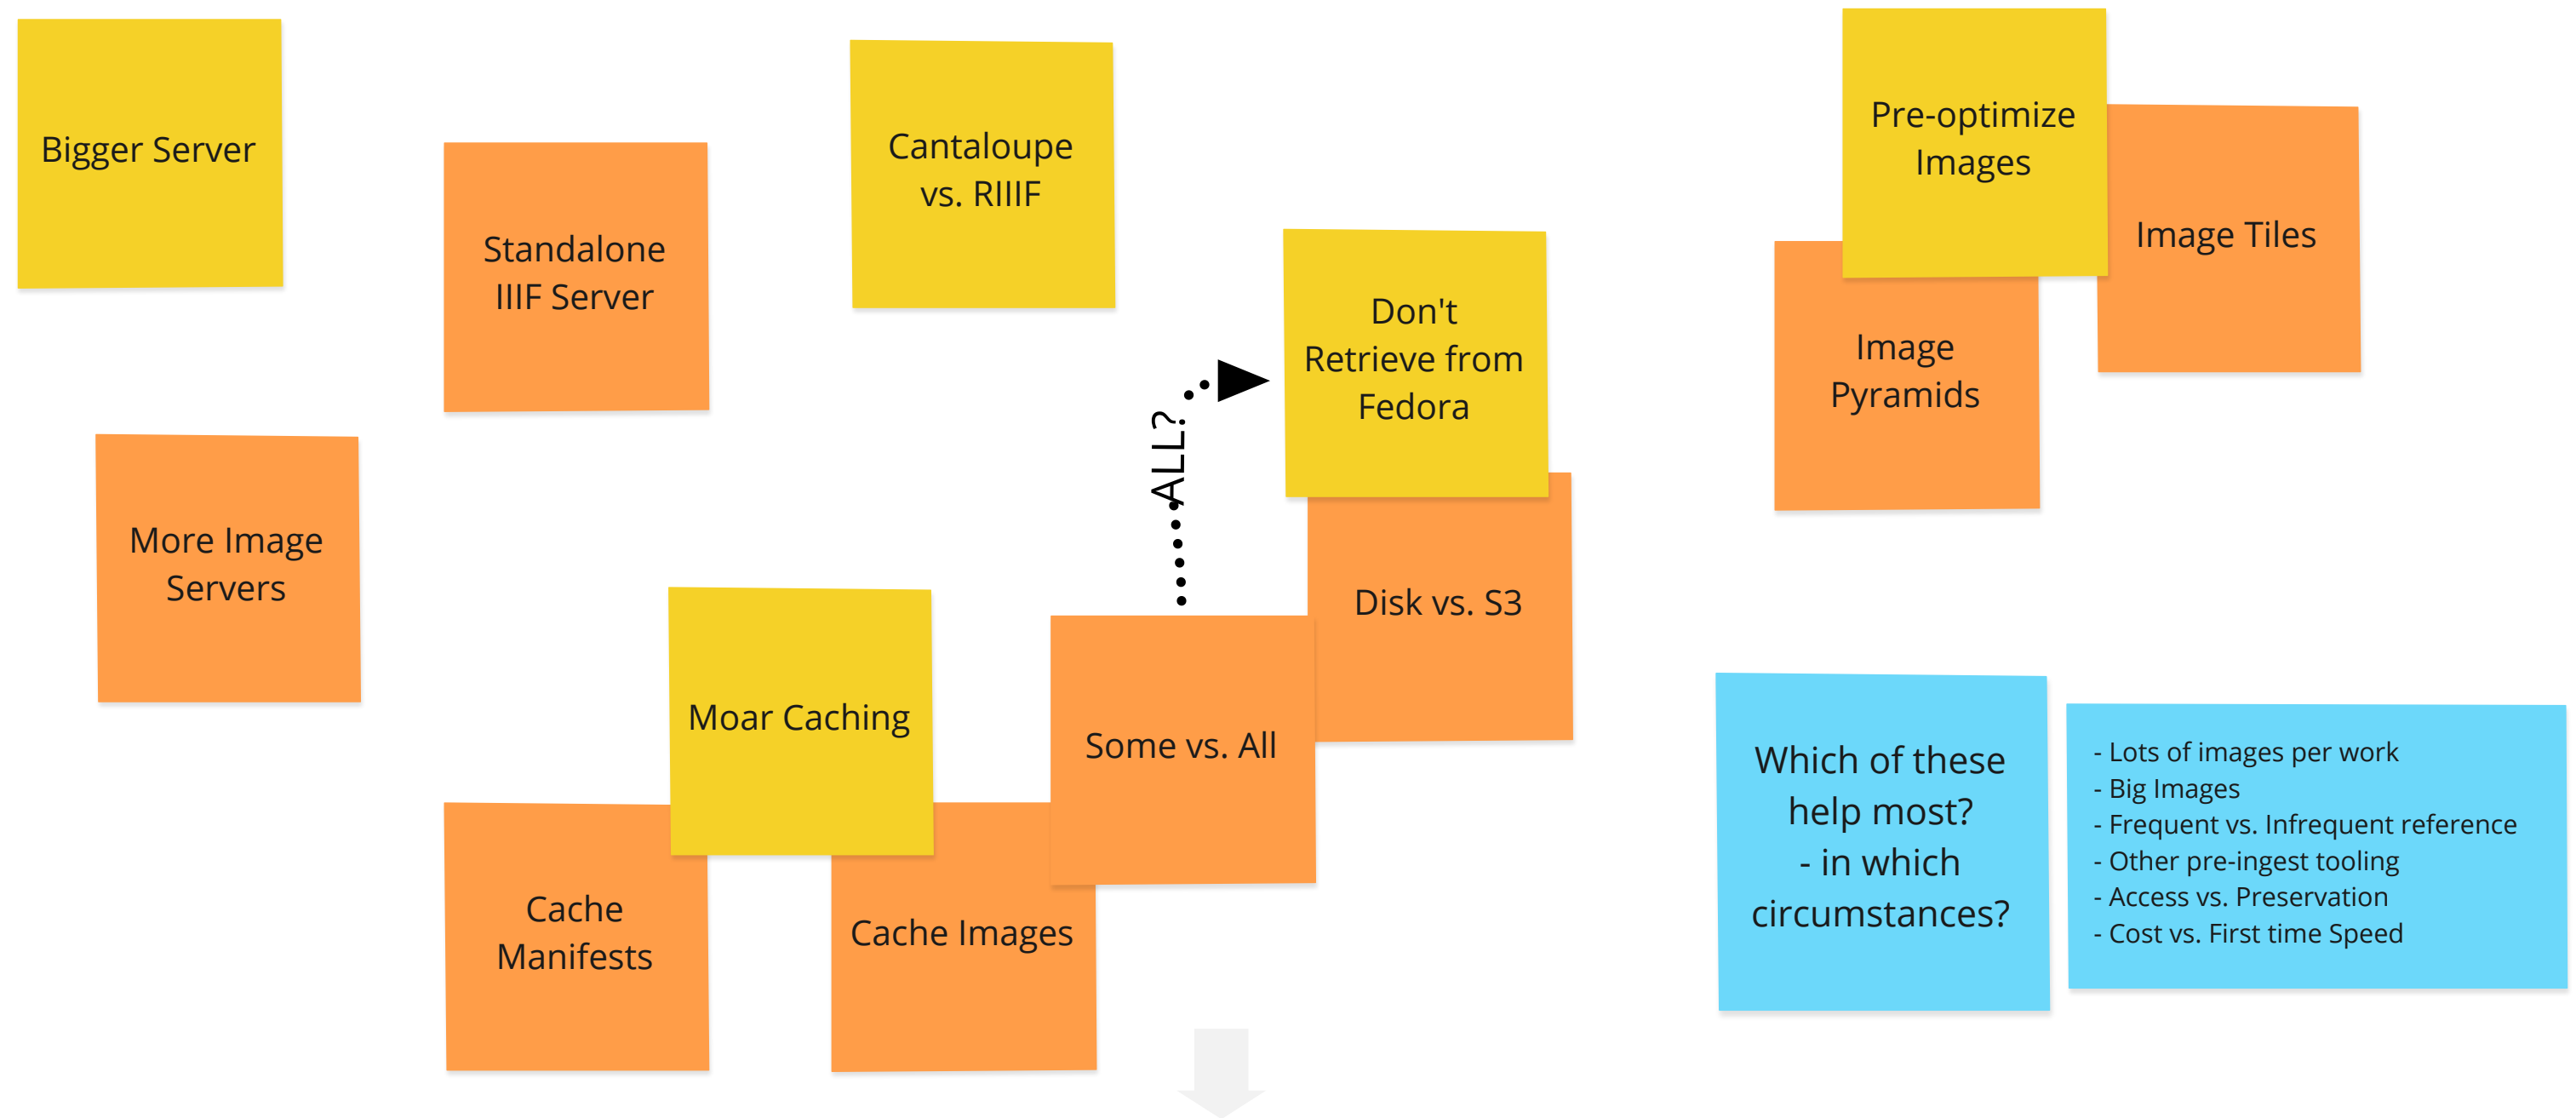 Bigger Server
Standalone
IIIF Server
Cantaloupe
vs. RIIIF
Pre-optimize
Images
Image Tiles
Image
Pyramids
Don't
Retrieve from
Fedora
ALL?
More Image
Servers
Disk vs. S3
Moar Caching
Some vs. All
Cache
Manifests
Cache Images
Which of these
help most?
- in which
circumstances?
- Lots of images per work
- Big Images
- Frequent vs. Infrequent reference
- Other pre-ingest tooling
- Access vs. Preservation
- Cost vs. First time Speed